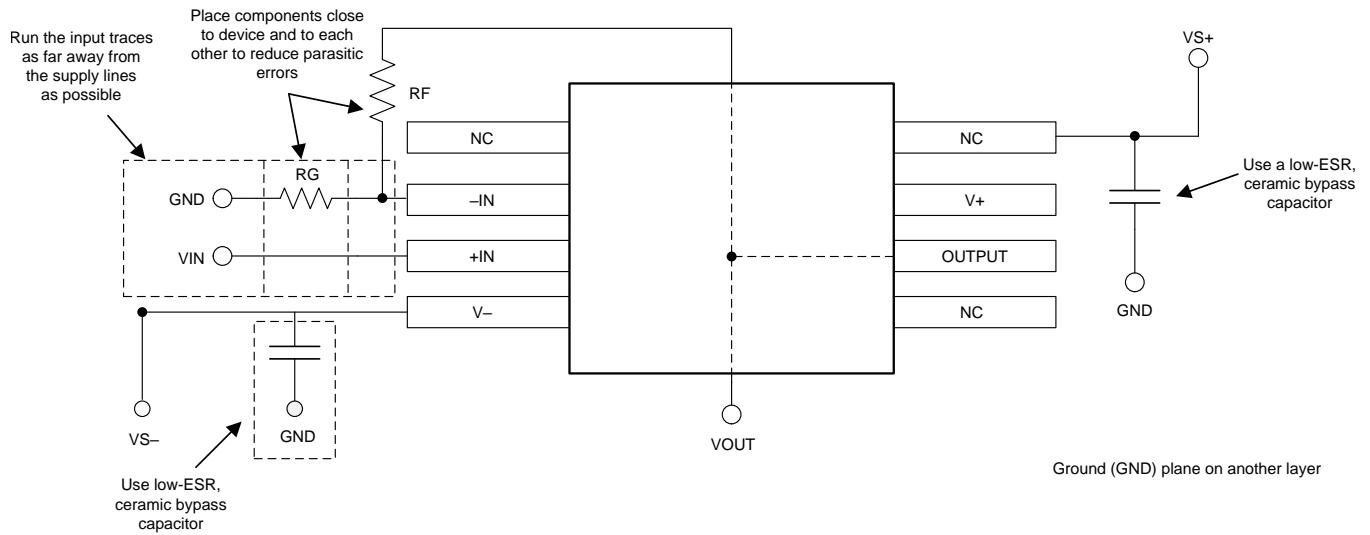 Place components close
to device and to each
other to reduce parasitic
errors
Run the input traces
as far away from
the supply lines
as possible
VS+
RF
NC
NC
Use a low-ESR,
ceramic bypass
capacitor
RG
GND
–IN
V+
VIN
+IN
OUTPUT
V–
NC
GND
VS–
GND
VOUT
Use low-ESR,
ceramic bypass
capacitor
Ground (GND) plane on another layer